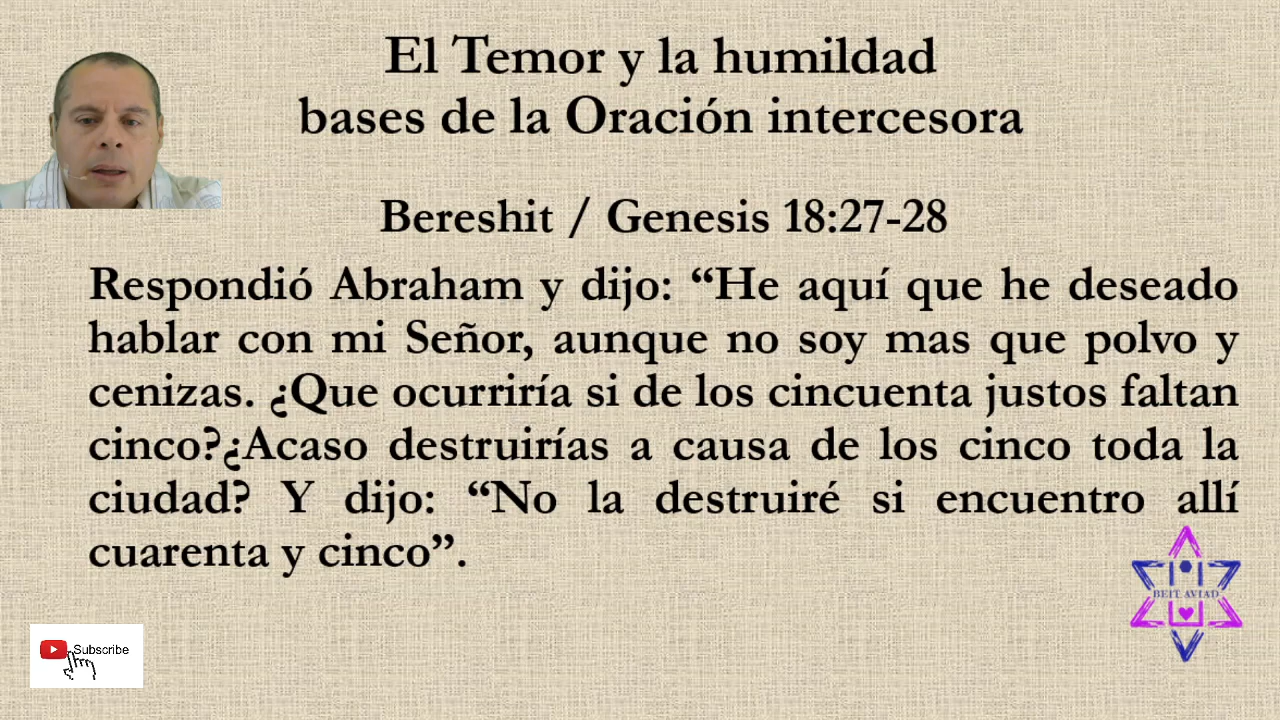 El Temor y la humildad
bases de la Oración intercesora
Bereshit / Genesis 18:27-28
Respondió Abraham y dijo: “He aquí que he deseado
hablar con mi Señor, aunque no soy mas que polvo y
cenizas. ¿Que ocurriría si de los cincuenta justos faltan
cinco?¿Acaso destruirías a causa de los cinco toda la
ciudad? Y dijo: “No la destruiré si encuentro allí
cuarenta y cinco”.
BEIT AVIAD
Subscribe